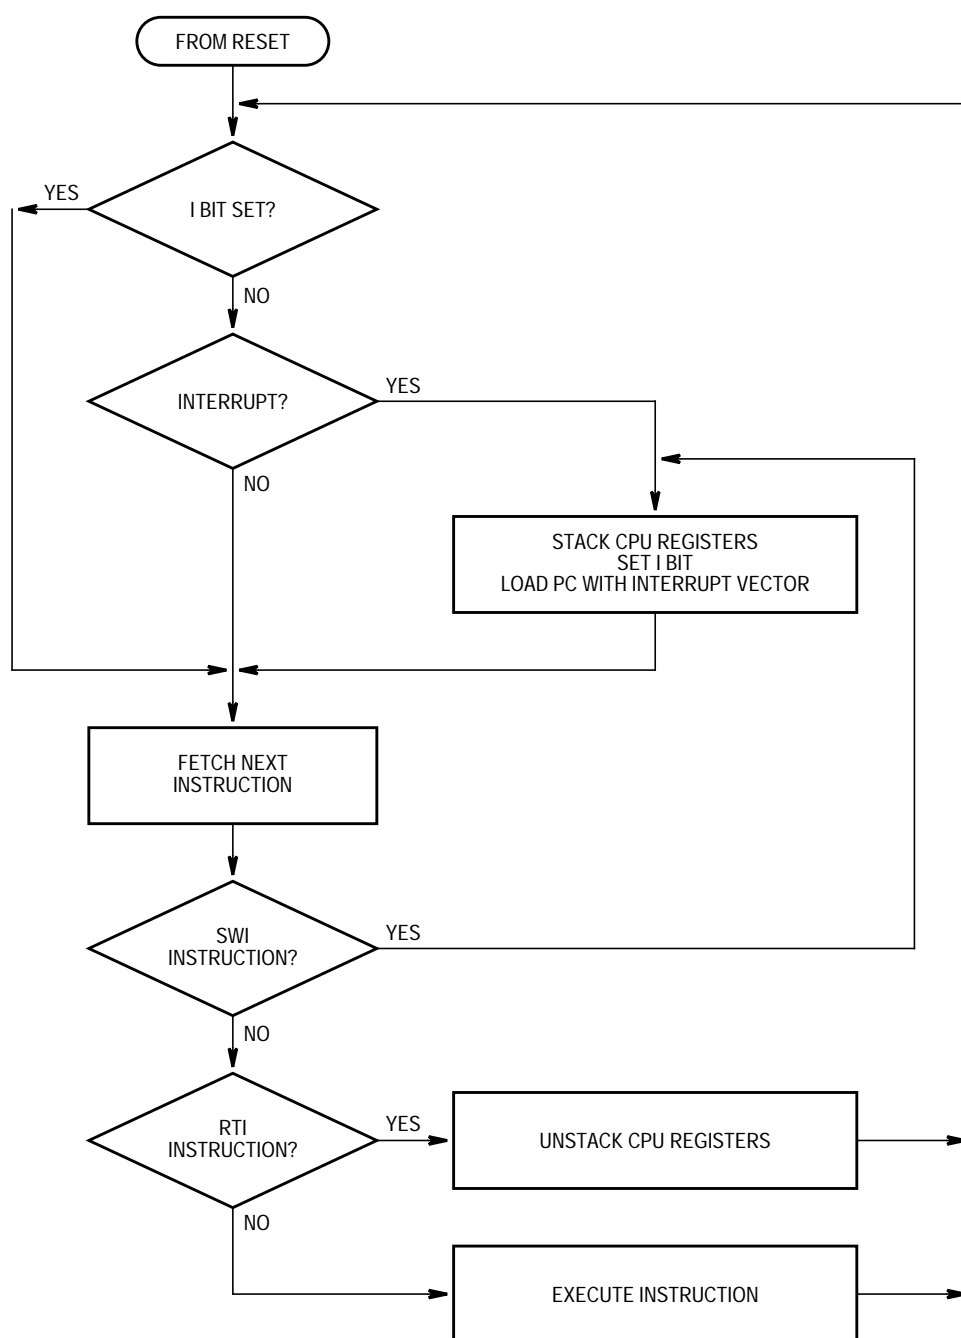 FROM RESET
YES
I BIT SET?
NO
INTERRUPT?
YES
NO
STACK CPU REGISTERS
SET I BIT
LOAD PC WITH INTERRUPT VECTOR
FETCH NEXT
INSTRUCTION
SWI
INSTRUCTION?
YES
NO
RTI
INSTRUCTION?
YES
UNSTACK CPU REGISTERS
NO
EXECUTE INSTRUCTION